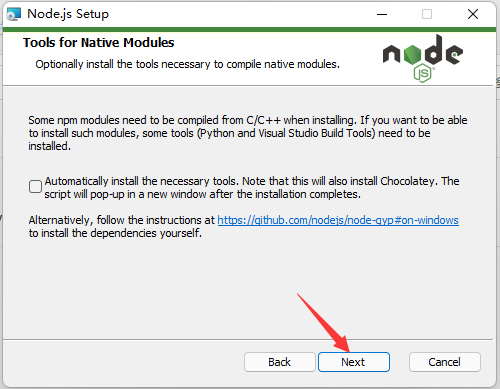 Node.js Setup
Tools for Native Modules
Optionally install the tools necessary to compile native modules.
node
JS
Some npm modules need to be compiled from C/C++ when installing. If you want to be able
to install such modules, some tools (Python and Visual Studio Build Tools) need to be
installed.
Automatically install the necessary tools. Note that this will also install Chocolatey. The
script will pop-up in a new window after the installation completes.
Alternatively, follow the instructions at https://github.com/nodejs/node-gyp#on-windows
to install the dependencies yourself.
Back
Next
Cancel